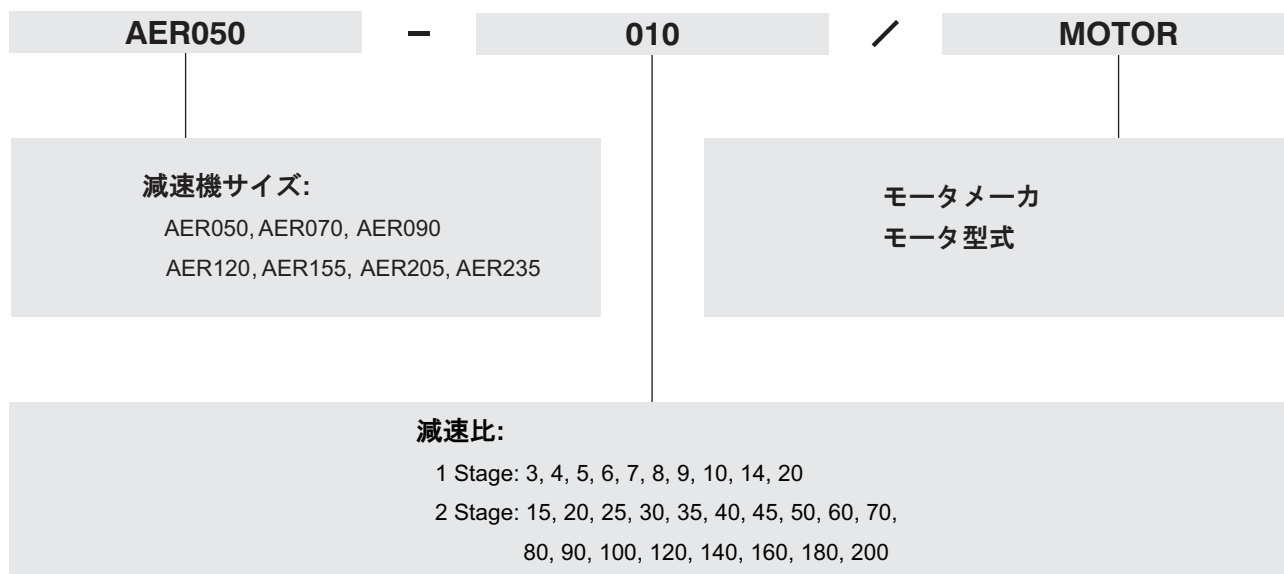 AER050 - 010 / MOTOR
減速機サイズ:
AER050, AER070, AER090
AER120, AER155, AER205, AER235
モータメーカ
モータ型式
減速比:
1 Stage: 3, 4, 5, 6, 7, 8, 9, 10, 14, 20
2 Stage: 15, 20, 25, 30, 35, 40, 45, 50, 60, 70,
80, 90, 100, 120, 140, 160, 180, 200